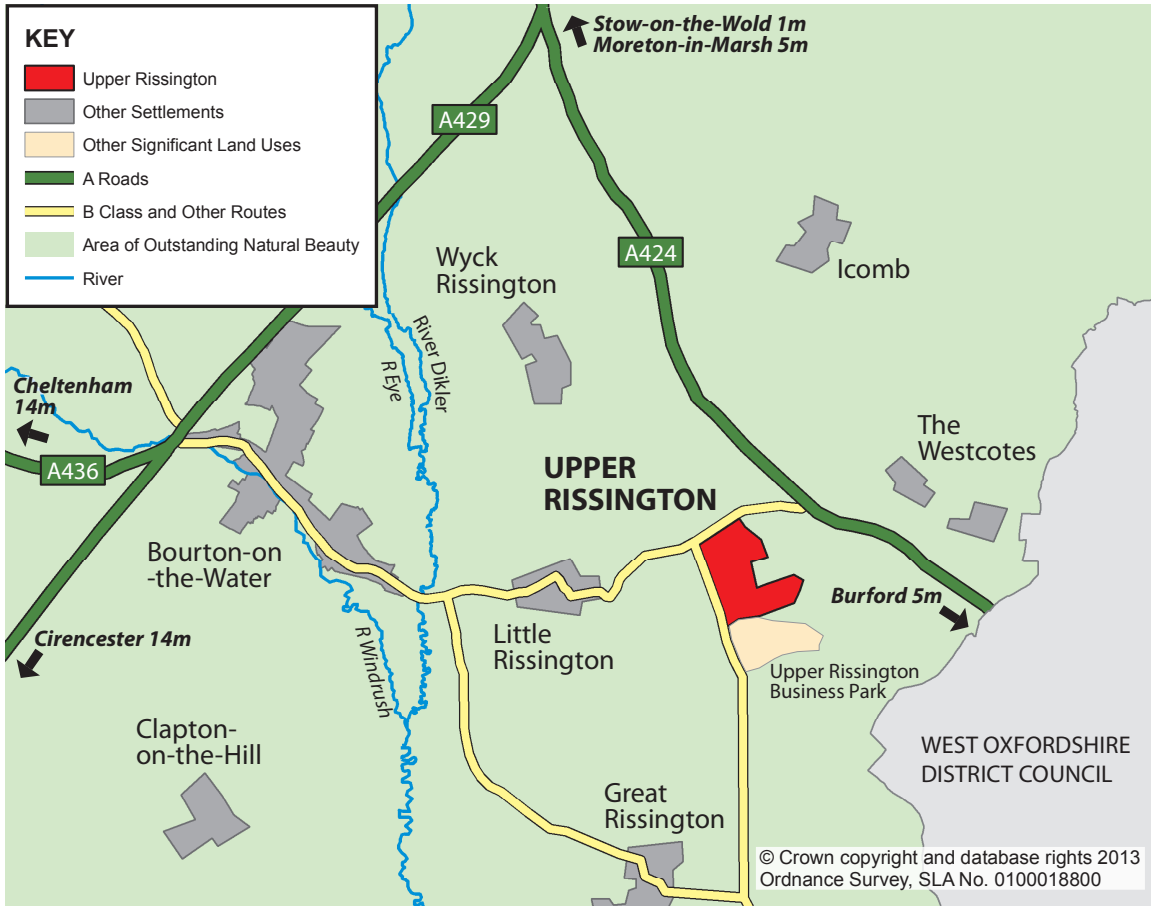 KEY
Upper Rissington
Other Settlements
Other Significant Land Uses
A Roads
B Class and Other Routes
Area of Outstanding Natural Beauty
River
Stow-on-the-Wold 1m
Moreton-in-Marsh 5m
A429
A424
Icomb
Wyck
Rissington
River Dikler
R Eye
Cheltenham
14m
A436
The
Westcotes
UPPER
RISSINGTON
Bourton-on
-the-Water
Burford 5m
Cirencester 14m
Little
Rissington
R Windrush
Upper Rissington
Business Park
Clapton-
on-the-Hill
WEST OXFORDSHIRE
DISTRICT COUNCIL
Great
Rissington
© Crown copyright and database rights 2013
Ordnance Survey, SLA No. 0100018800